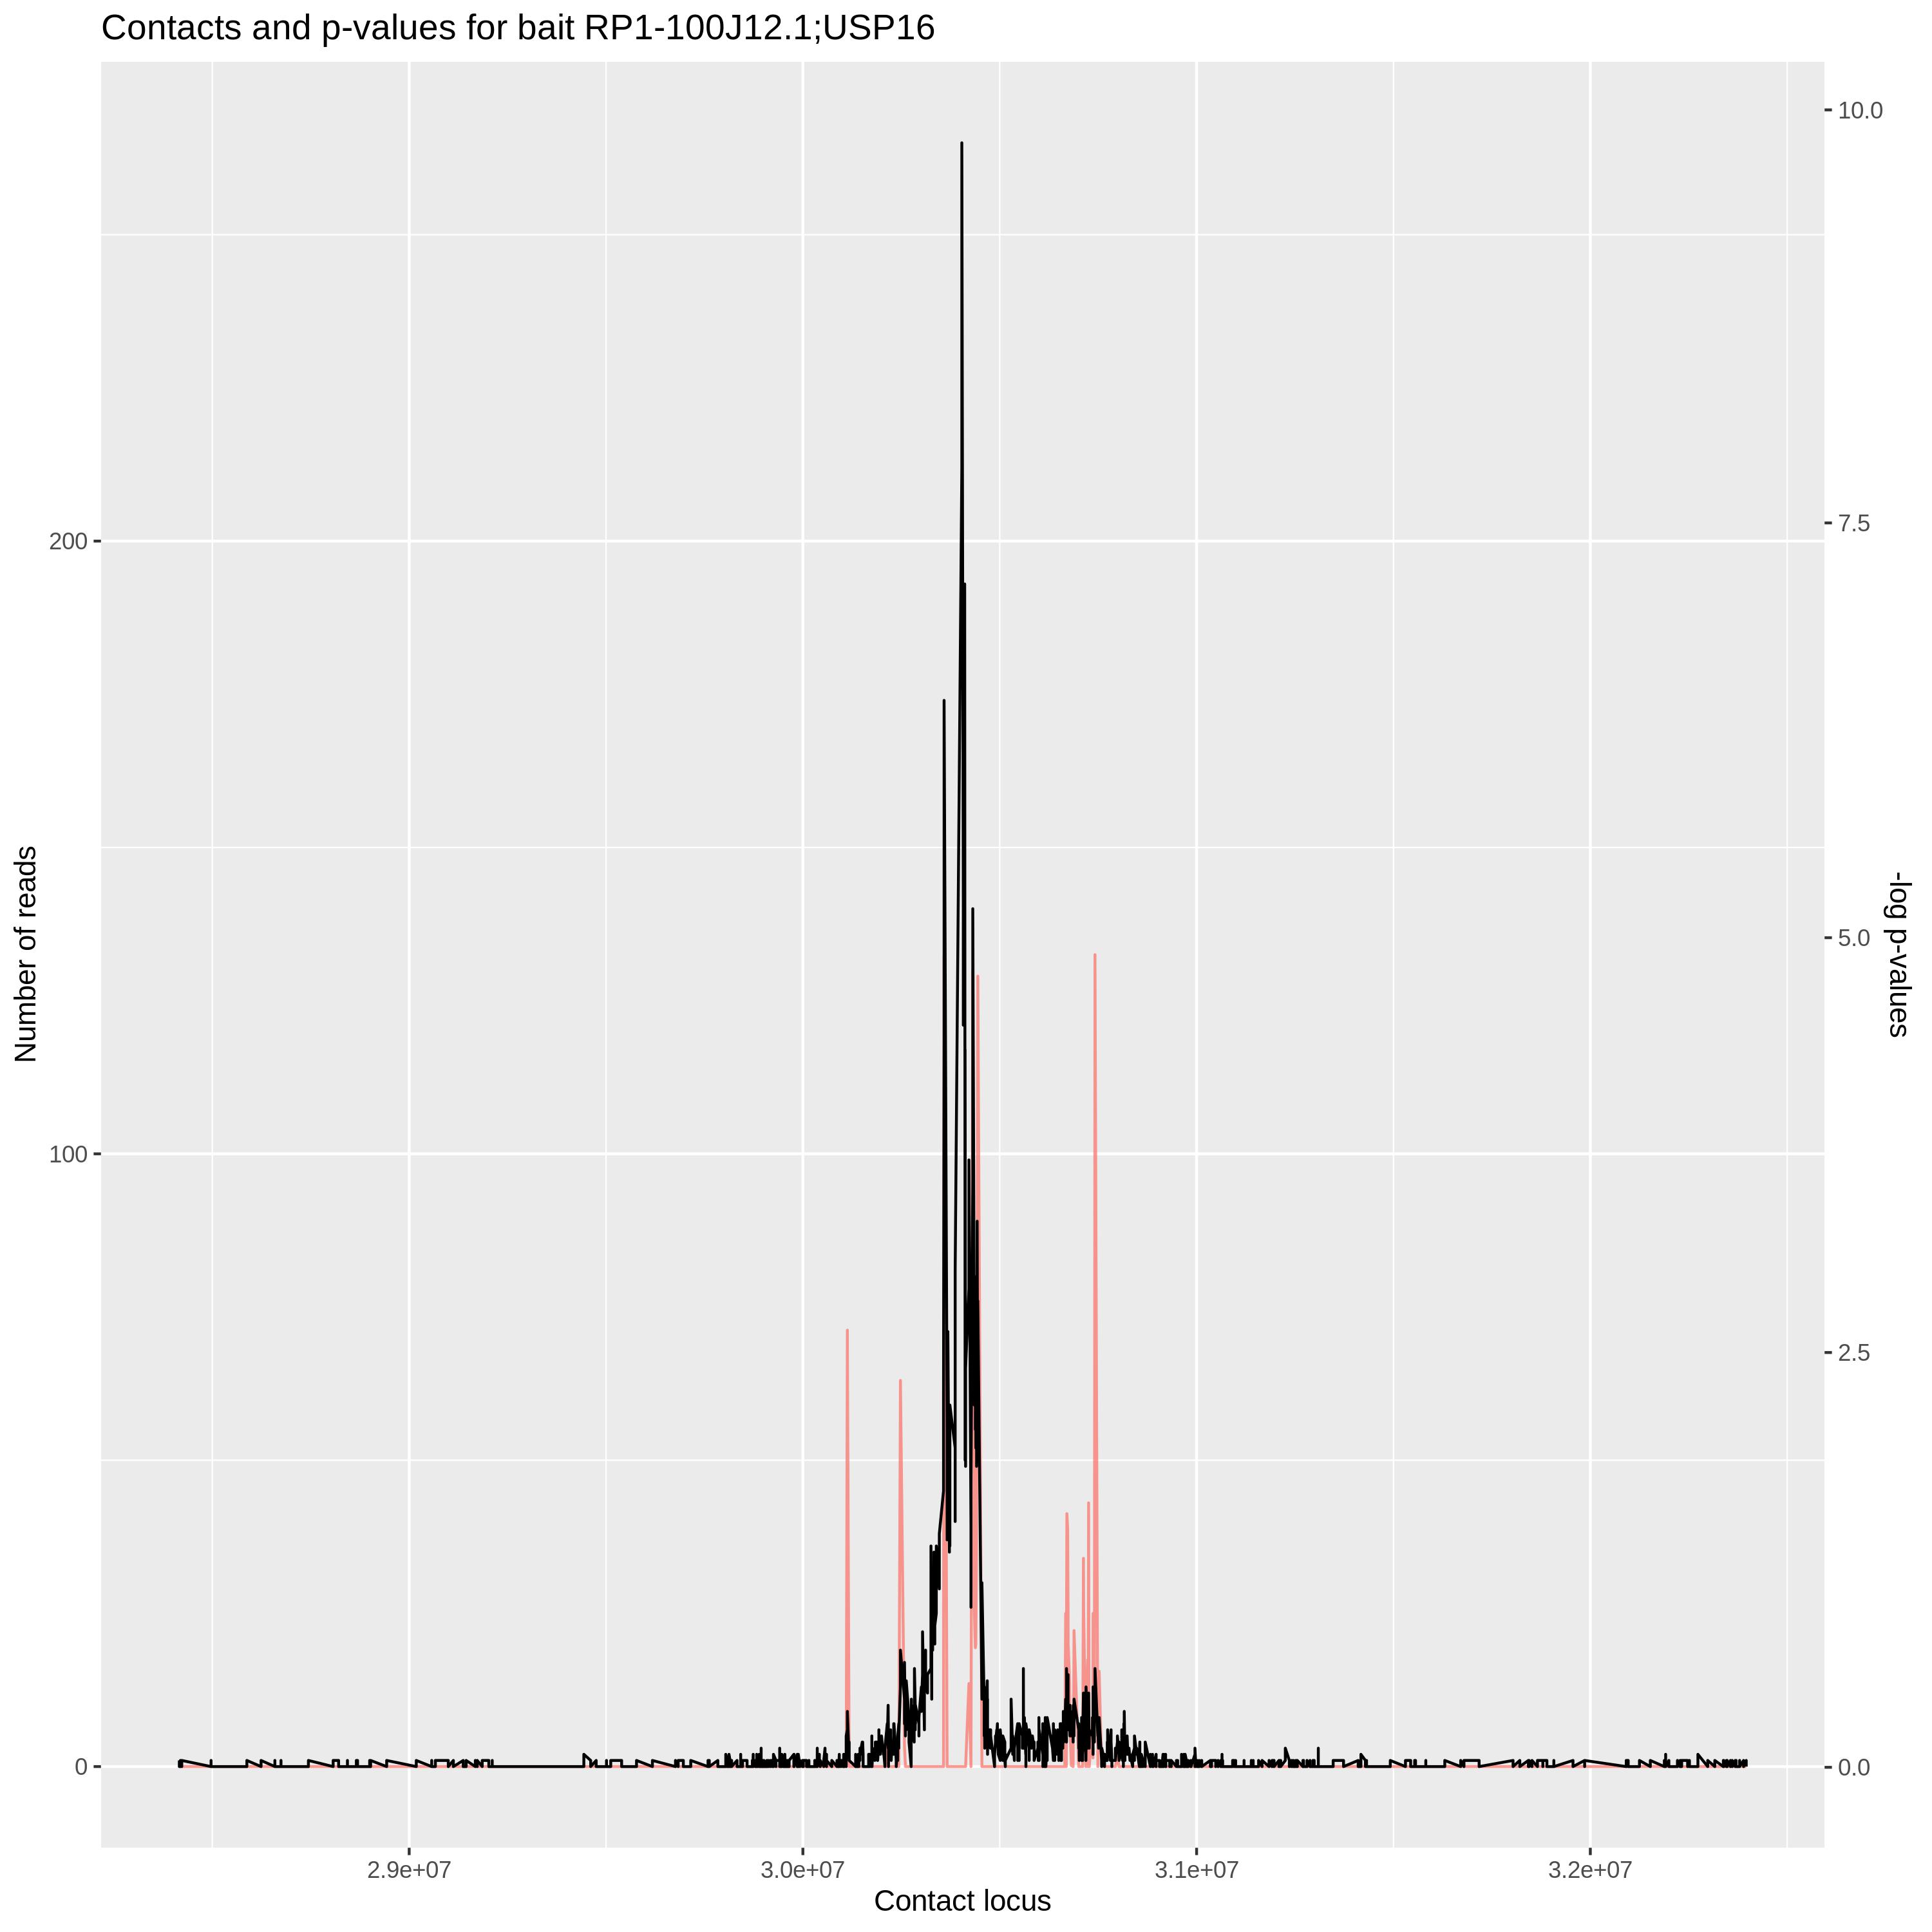 Contacts and p-values for bait RP1-100J12.1;USP16
10.0
200
7.5
Number of reads
5.0
-log p-values
100
2.5
0
0.0
2.9e+07
3.0e+07
3.1e+07
3.2e+07
Contact locus